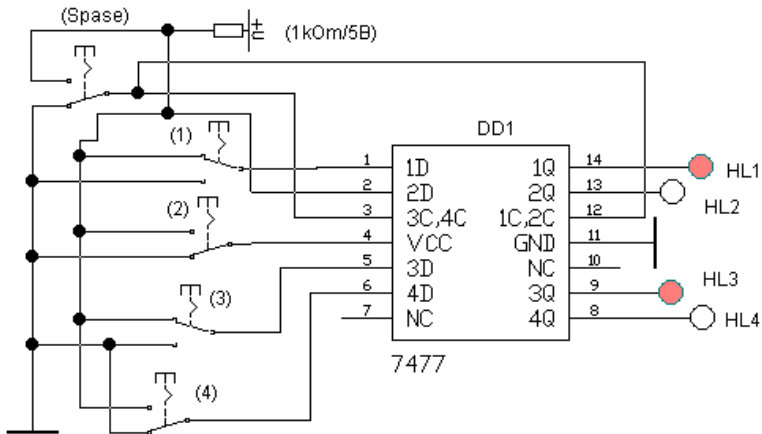 (Spase)
+U (1kOm/5B)
DD1
(1)
1 1D 1Q 14 HL1
2 2D 2Q 13 HL2
(2)
3 3C,4C 1C,2C 12
4 VCC GND 11
5 3D NC 10
(3)
6 4D 3Q 9 HL3
7 NC 4Q 8 HL4
7477
(4)